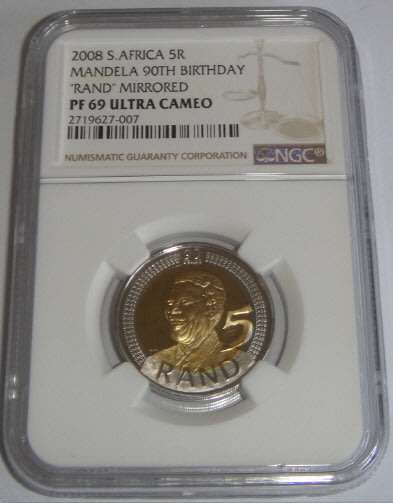 2008 S.AFRICA 5R
MANDELA 90TH BIRTHDAY
"RAND" MIRRORED
PF 69 ULTRA CAMEO
2719627-007
NUMISMATIC GUARANTY CORPORATION NGC®
5
RAND